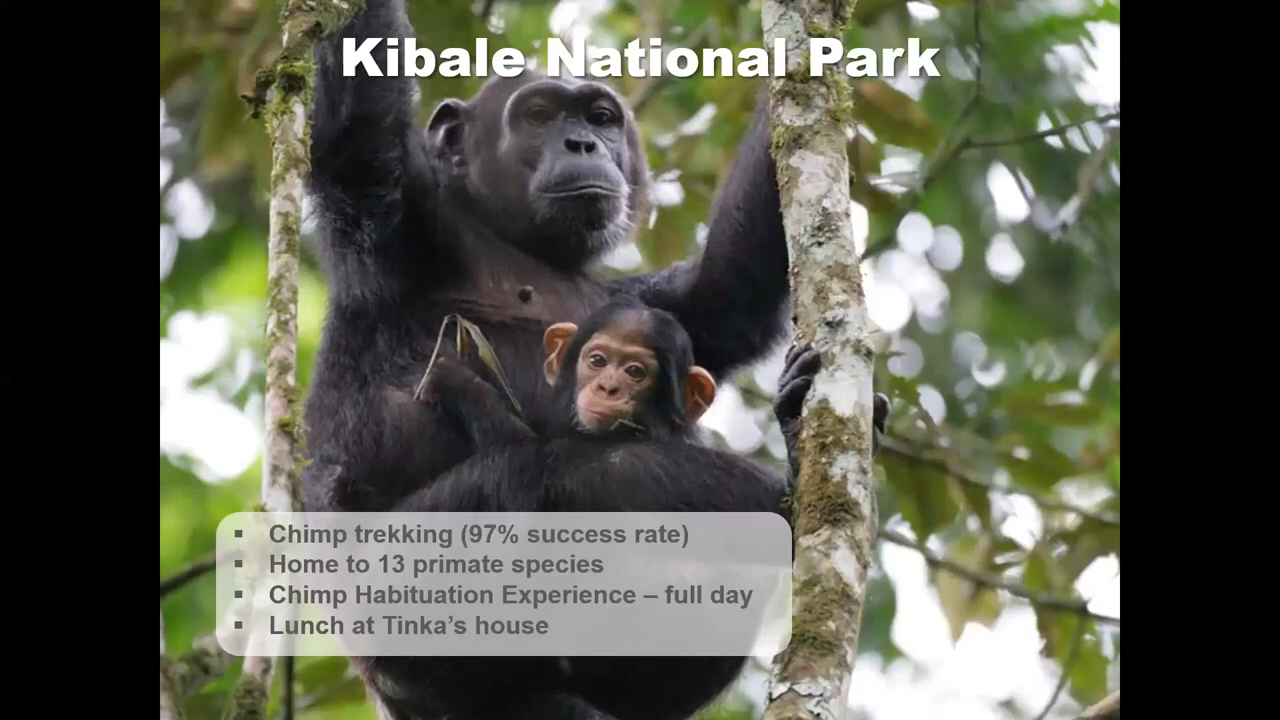 Kibale National Park
▪ Chimp trekking (97% success rate)
▪ Home to 13 primate species
▪ Chimp Habituation Experience – full day
▪ Lunch at Tinka’s house